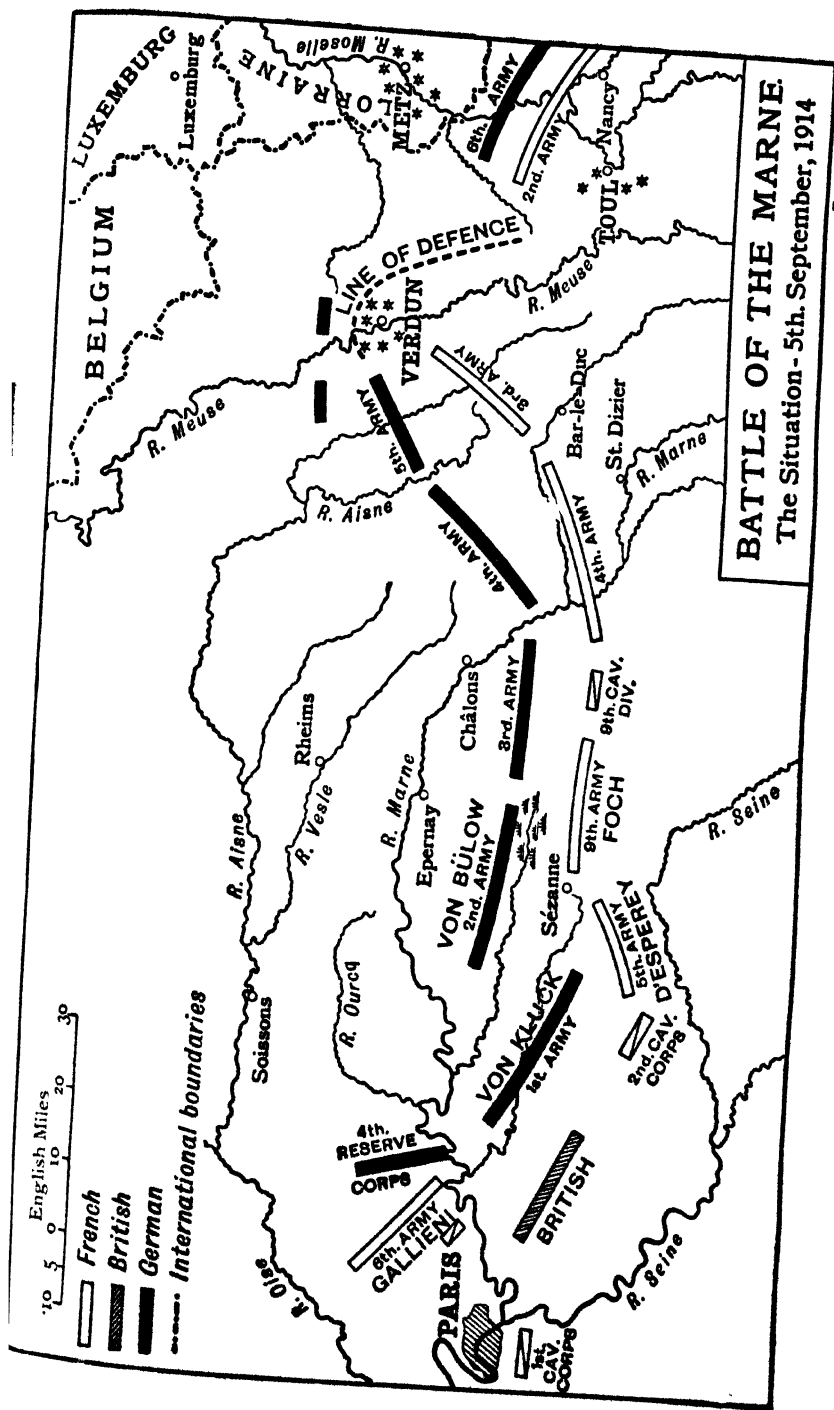 BATTLE OF THE MARNE
The Situation - 5th. September, 1914
English Miles
10 5 0 10 20 30
French
British
German
International boundaries
LUXEMBURG
Luxemburg
BELGIUM
LORRAINE
R. Moselle
METZ
6th. ARMY
2nd. ARMY
Nancy
TOUL
LINE OF DEFENCE
VERDUN
R. Meuse
R. Meuse
3rd. ARMY
5th. ARMY
Bar-le-Duc
St. Dizier
R. Marne
R. Aisne
4th. ARMY
4th. ARMY
Rheims
Châlons
3rd. ARMY
9th. CAV.
DIV.
R. Aisne
R. Vesle
R. Marne
Epernay
VON BÜLOW
2nd. ARMY
9th. ARMY
FOCH
R. Seine
Sézanne
Soissons
R. Ourcq
VON KLUCK
1st. ARMY
5th. ARMY
D'ESPEREY
2nd. CAV.
CORPS
4th.
RESERVE
CORPS
6th. ARMY
GALLIENI
BRITISH
R. Oise
PARIS
R. Seine
1st.
CAV.
CORPS